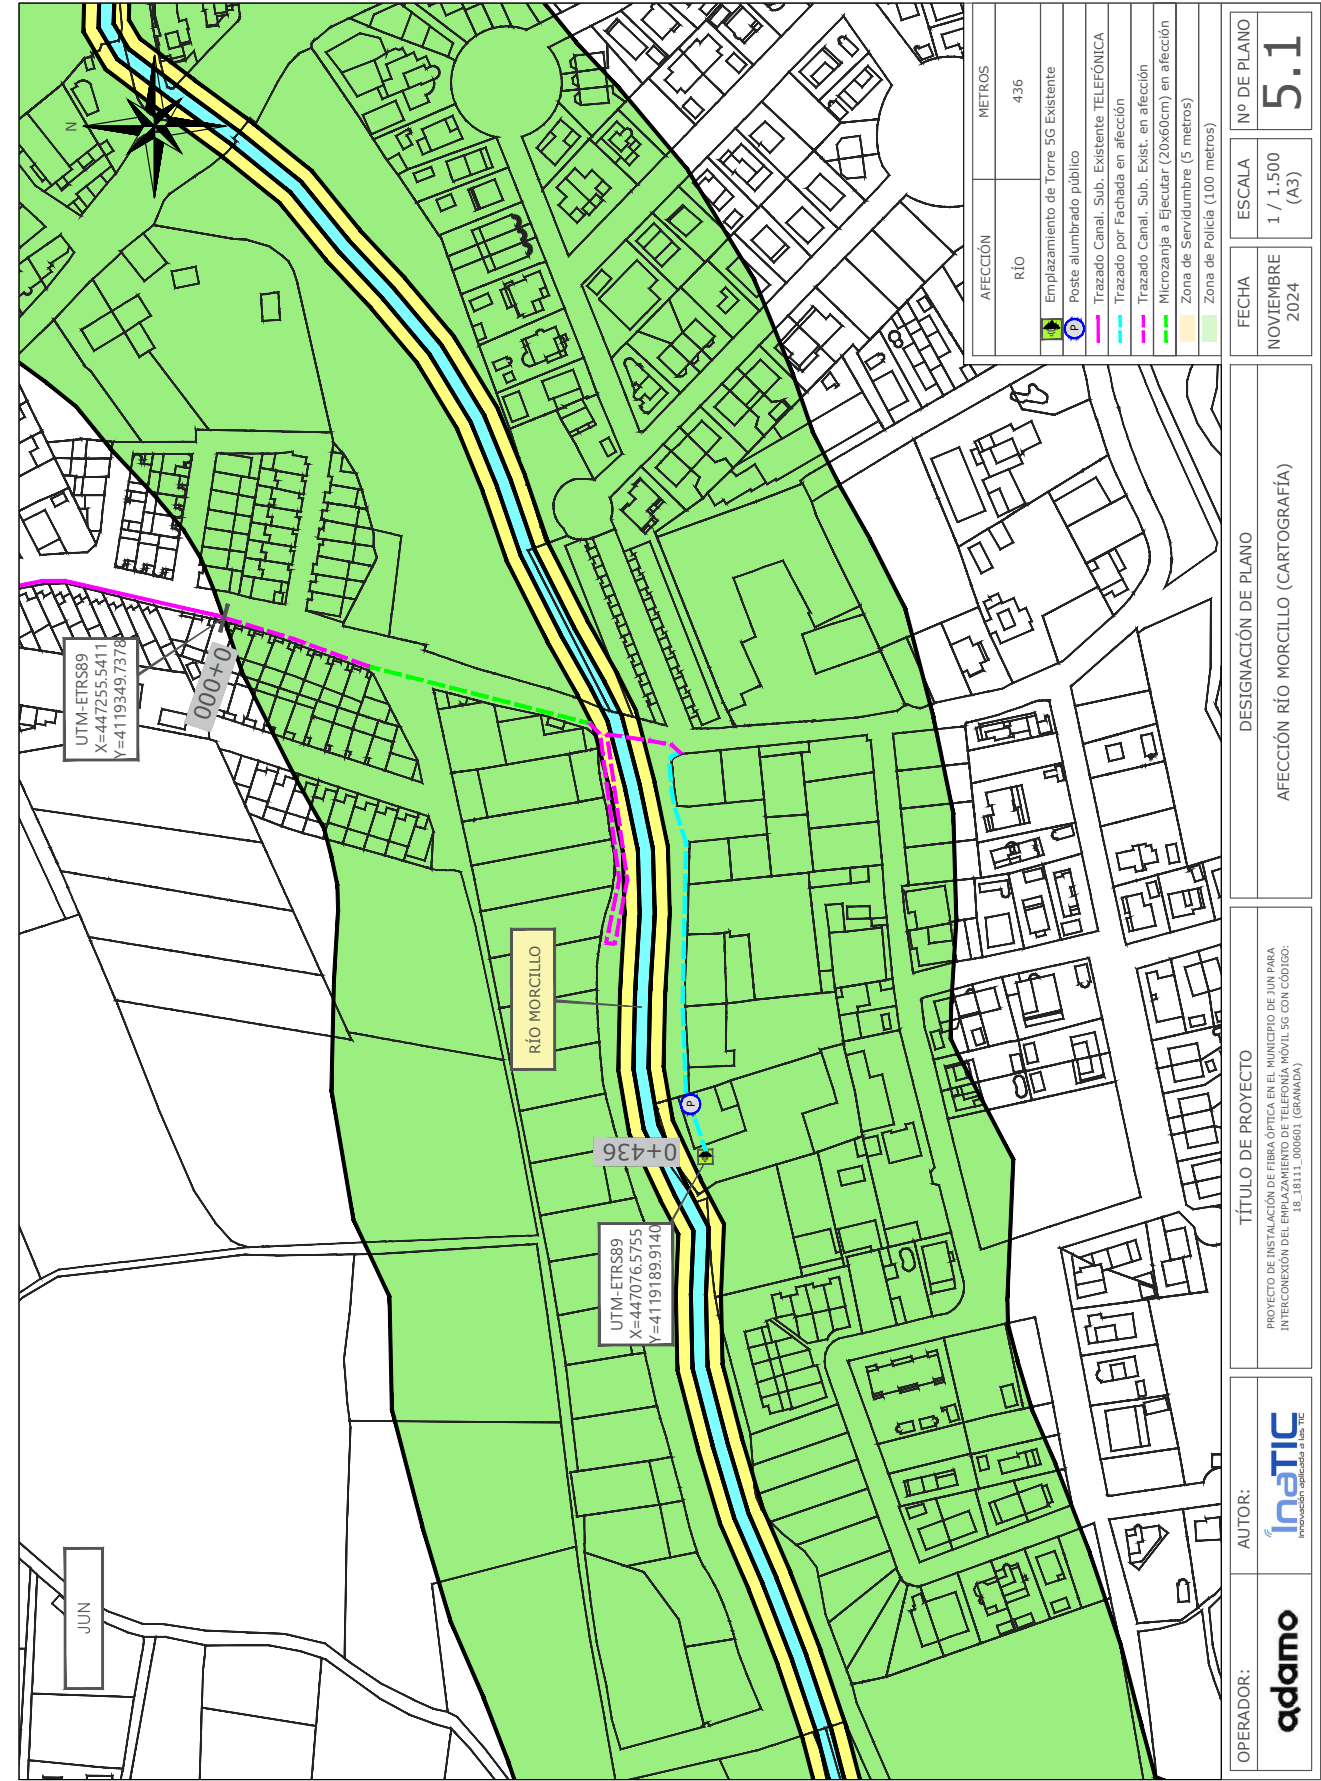 N
UTM-ETRS89
X=447255.5411
Y=4119349.7378
0+000
RÍO MORCILLO
0+436
UTM-ETRS89
X=447076.5755
Y=4119189.9140
P
JUN
AFECCIÓN
METROS
RÍO
436
Emplazamiento de Torre 5G Existente
P
Poste alumbrado público
Trazado Canal. Sub. Existente TELEFÓNICA
Trazado por Fachada en afección
Trazado Canal. Sub. Exist. en afección
Microzanja a Ejecutar (20x60cm) en afección
Zona de Servidumbre (5 metros)
Zona de Policía (100 metros)
OPERADOR:
adamo
AUTOR:
InaTIC
Innovación aplicada a las TIC
TÍTULO DE PROYECTO
PROYECTO DE INSTALACIÓN DE FIBRA ÓPTICA EN EL MUNICIPIO DE JUN PARA
INTERCONEXIÓN DEL EMPLAZAMIENTO DE TELEFONÍA MÓVIL 5G CON CÓDIGO:
18_18111_000601 (GRANADA)
DESIGNACIÓN DE PLANO
AFECCIÓN RÍO MORCILLO (CARTOGRAFÍA)
FECHA
NOVIEMBRE
2024
ESCALA
1 / 1.500
(A3)
Nº DE PLANO
5.1